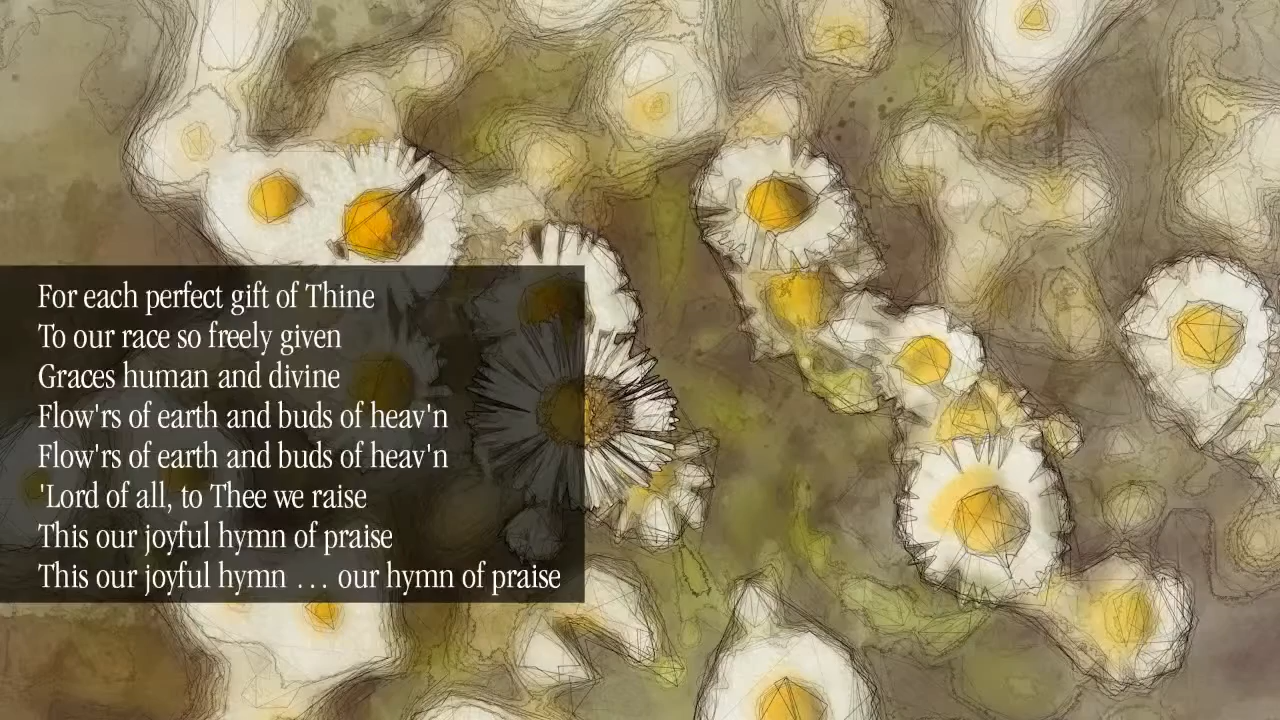 For each perfect gift of Thine
To our race so freely given
Graces human and divine
Flow'rs of earth and buds of heav'n
Flow'rs of earth and buds of heav'n
'Lord of all, to Thee we raise
This our joyful hymn of praise
This our joyful hymn … our hymn of praise